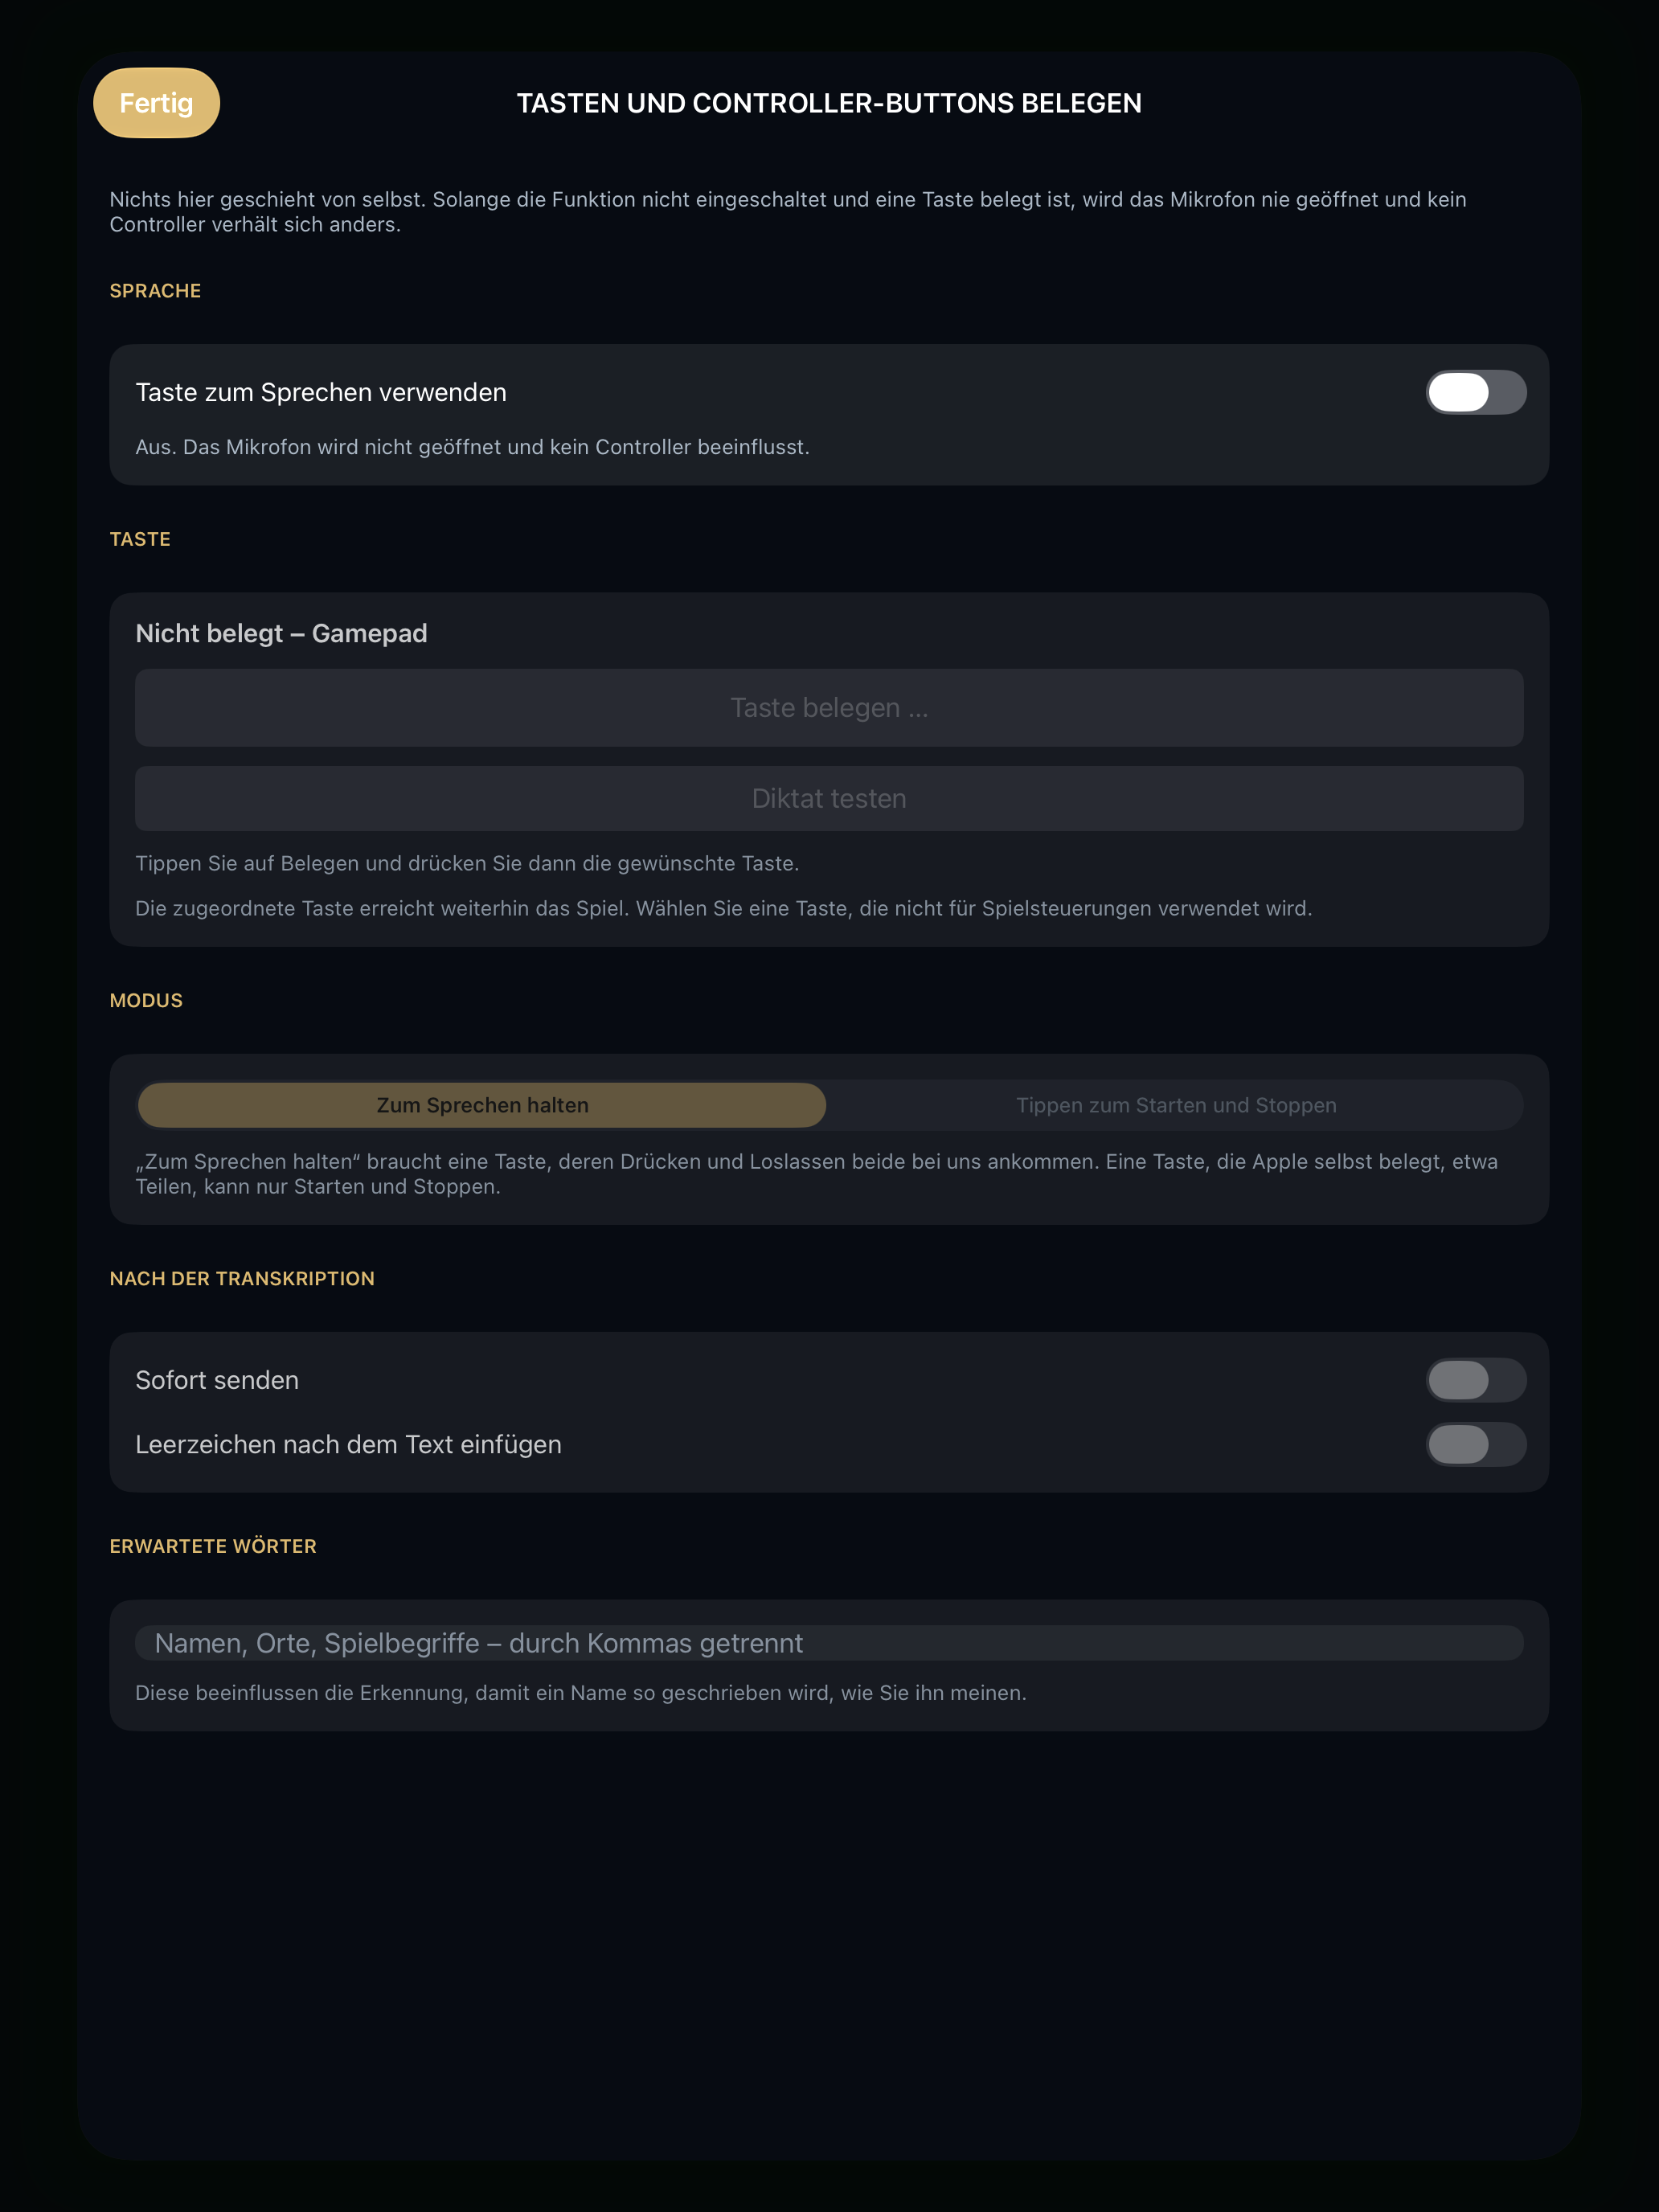 Fertig
TASTEN UND CONTROLLER-BUTTONS BELEGEN
Nichts hier geschieht von selbst. Solange die Funktion nicht eingeschaltet und eine Taste belegt ist, wird das Mikrofon nie geöffnet und kein
Controller verhält sich anders.
SPRACHE
Taste zum Sprechen verwenden
Aus. Das Mikrofon wird nicht geöffnet und kein Controller beeinflusst.
TASTE
Nicht belegt – Gamepad
Taste belegen ...
Diktat testen
Tippen Sie auf Belegen und drücken Sie dann die gewünschte Taste.
Die zugeordnete Taste erreicht weiterhin das Spiel. Wählen Sie eine Taste, die nicht für Spielsteuerungen verwendet wird.
MODUS
Zum Sprechen halten
Tippen zum Starten und Stoppen
„Zum Sprechen halten“ braucht eine Taste, deren Drücken und Loslassen beide bei uns ankommen. Eine Taste, die Apple selbst belegt, etwa
Teilen, kann nur Starten und Stoppen.
NACH DER TRANSKRIPTION
Sofort senden
Leerzeichen nach dem Text einfügen
ERWARTETE WÖRTER
Namen, Orte, Spielbegriffe – durch Kommas getrennt
Diese beeinflussen die Erkennung, damit ein Name so geschrieben wird, wie Sie ihn meinen.